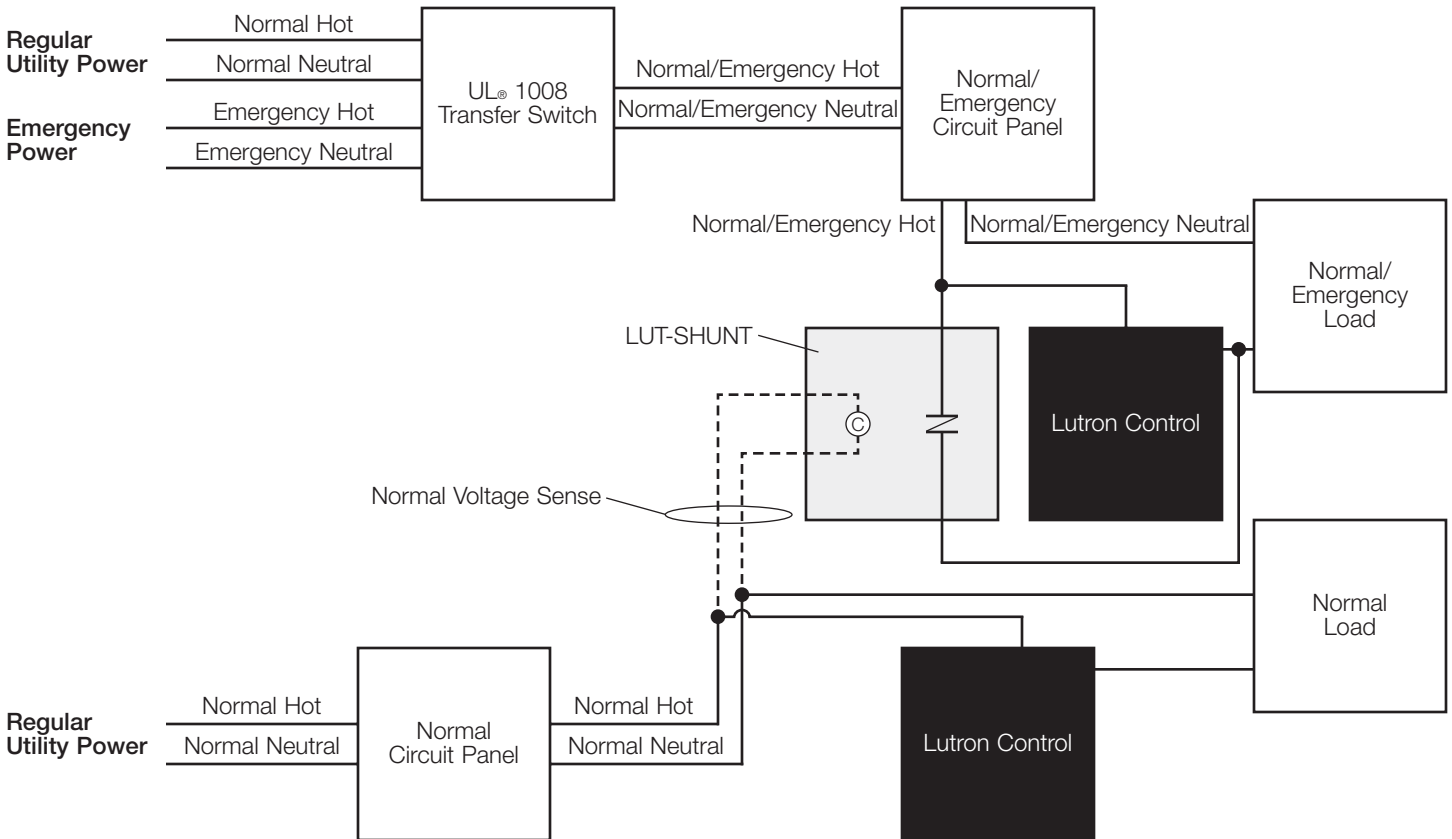 Regular
Utility Power
Normal Hot
Normal Neutral
Emergency
Power
Emergency Hot
Emergency Neutral
UL® 1008
Transfer Switch
Normal/Emergency Hot
Normal/Emergency Neutral
Normal/
Emergency
Circuit Panel
Normal/Emergency Hot
Normal/Emergency Neutral
Normal/
Emergency
Load
LUT-SHUNT
C
Lutron Control
Normal Voltage Sense
Normal
Load
Regular
Utility Power
Normal Hot
Normal Neutral
Normal
Circuit Panel
Normal Hot
Normal Neutral
Lutron Control